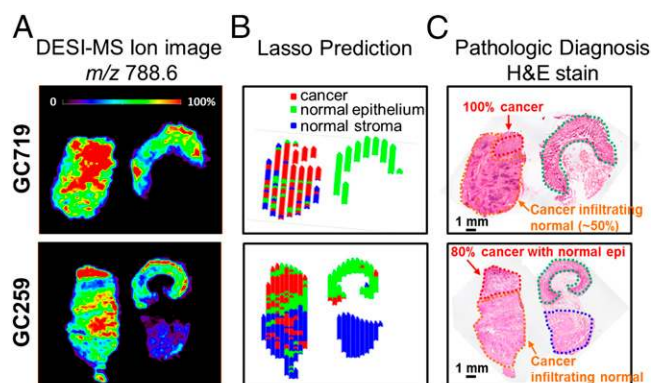 A
DESI-MS Ion image
m/z 788.6
B
Lasso Prediction
C
Pathologic Diagnosis
H&E stain
GC719
0 100%
cancer
normal epithelium
normal stroma
100% cancer
Cancer infiltrating
normal (~50%)
1 mm
GC259
80% cancer with normal epi
Cancer
infiltrating normal
1 mm